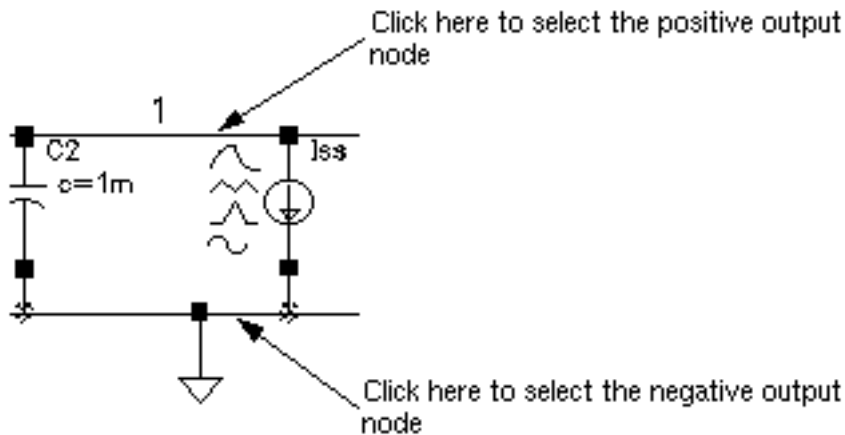 Click here to select the positive output
node
1
C2
Iss
c=1m
Click here to select the negative output
node